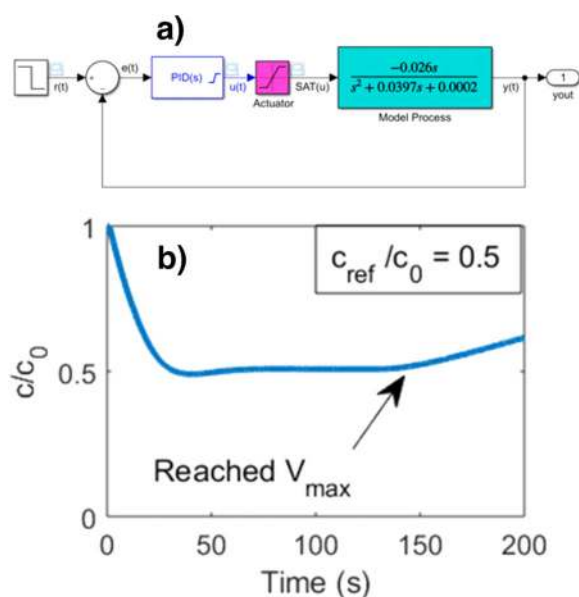 a)
r(t)
+
-
e(t)
PID(s)
u(t)
Actuator
SAT(u)
-0.026s
s² + 0.0397s + 0.0002
Model Process
y(t)
1
yout
b)
c_ref /c_0 = 0.5
c/c_0
1
0.5
0
Reached V_max
0 50 100 150 200
Time (s)